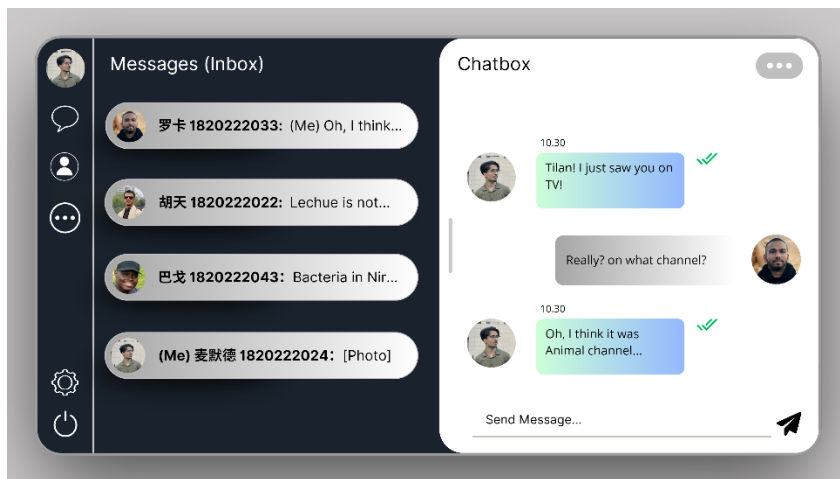 Messages (Inbox)
罗卡 1820222033: (Me) Oh, I think...
胡天 1820222022: Lechue is not...
巴戈 1820222043： Bacteria in Nir...
(Me) 麦默德 1820222024： [Photo]
Chatbox
10.30
Tilan! I just saw you on
TV!
Really? on what channel?
10.30
Oh, I think it was
Animal channel...
Send Message...